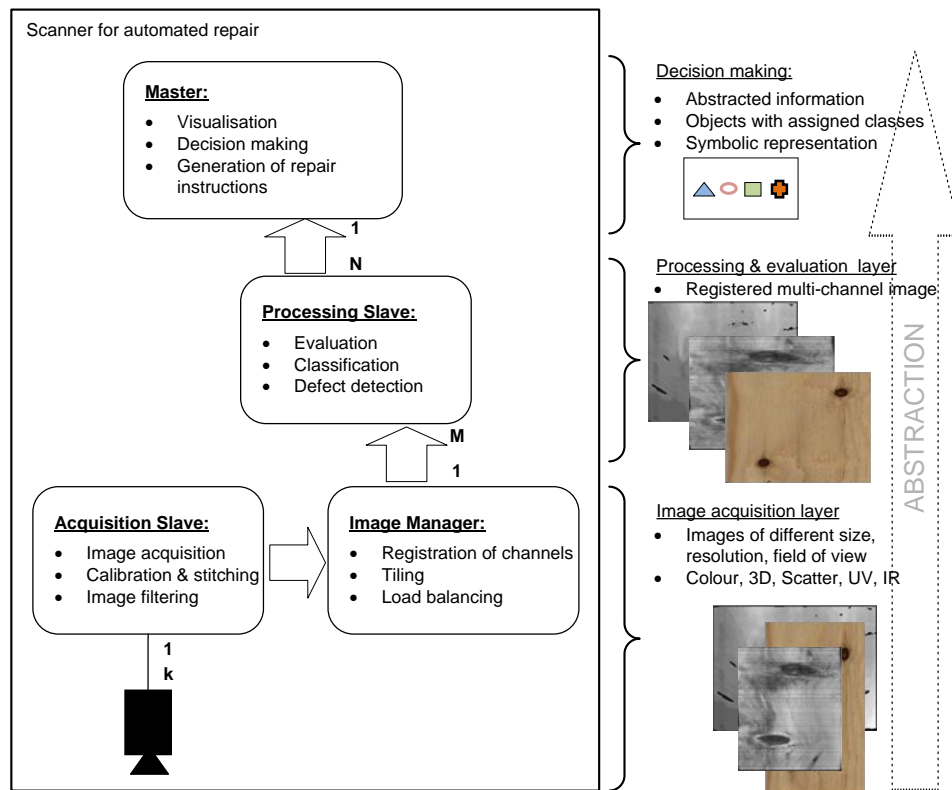 Scanner for automated repair
Master:
• Visualisation
• Decision making
• Generation of repair
instructions
1
N
Processing Slave:
• Evaluation
• Classification
• Defect detection
M
1
Acquisition Slave:
• Image acquisition
• Calibration & stitching
• Image filtering
Image Manager:
• Registration of channels
• Tiling
• Load balancing
1
k
Decision making:
• Abstracted information
• Objects with assigned classes
• Symbolic representation
Processing & evaluation layer
• Registered multi-channel image
Image acquisition layer
• Images of different size,
resolution, field of view
• Colour, 3D, Scatter, UV, IR
ABSTRACTION